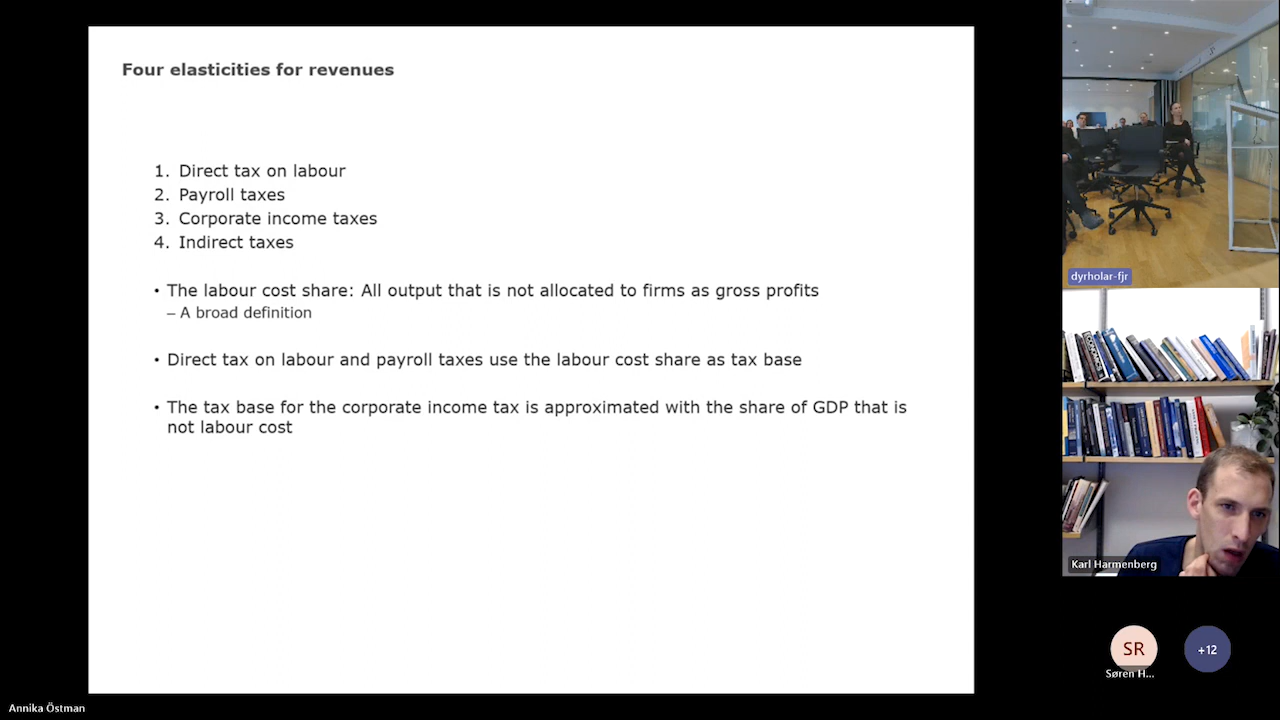 Four elasticities for revenues
1. Direct tax on labour
2. Payroll taxes
3. Corporate income taxes
4. Indirect taxes
• The labour cost share: All output that is not allocated to firms as gross profits
– A broad definition
• Direct tax on labour and payroll taxes use the labour cost share as tax base
• The tax base for the corporate income tax is approximated with the share of GDP that is
not labour cost
dyrholar-fjr
Karl Harmenberg
SR
+12
Søren H...
Annika Östman